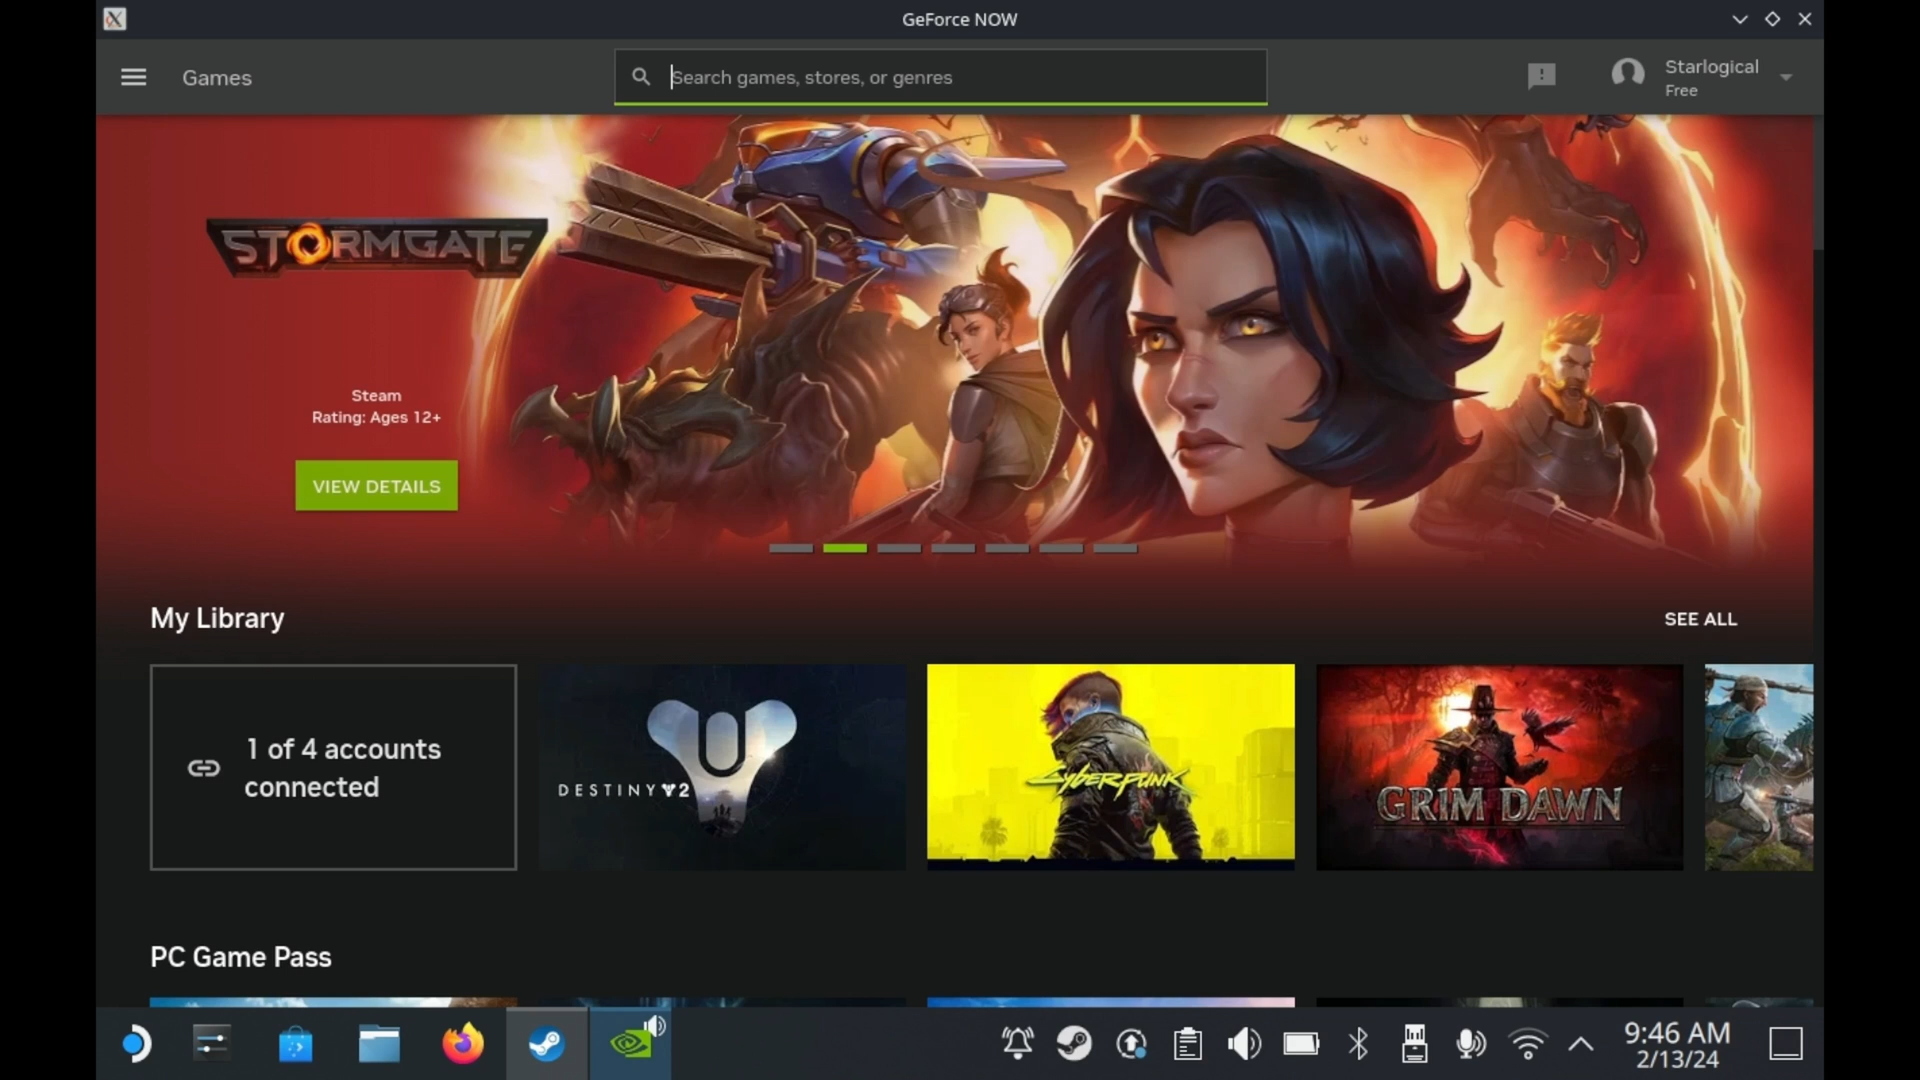 GeForce NOW
Games
Search games, stores, or genres
Starlogical
Free
STORMGATE
Steam
Rating: Ages 12+
VIEW DETAILS
My Library
SEE ALL
1 of 4 accounts
connected
DESTINY 2
Cyberpunk
GRIM DAWN
PC Game Pass
9:46 AM
2/13/24